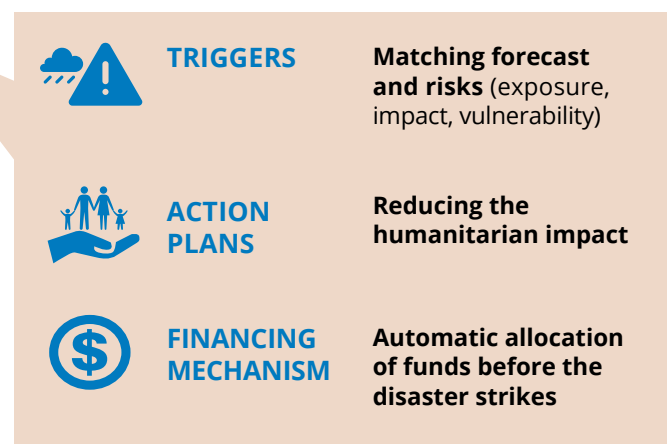 TRIGGERS
Matching forecast
and risks (exposure,
impact, vulnerability)
ACTION
PLANS
Reducing the
humanitarian impact
$
FINANCING
MECHANISM
Automatic allocation
of funds before the
disaster strikes